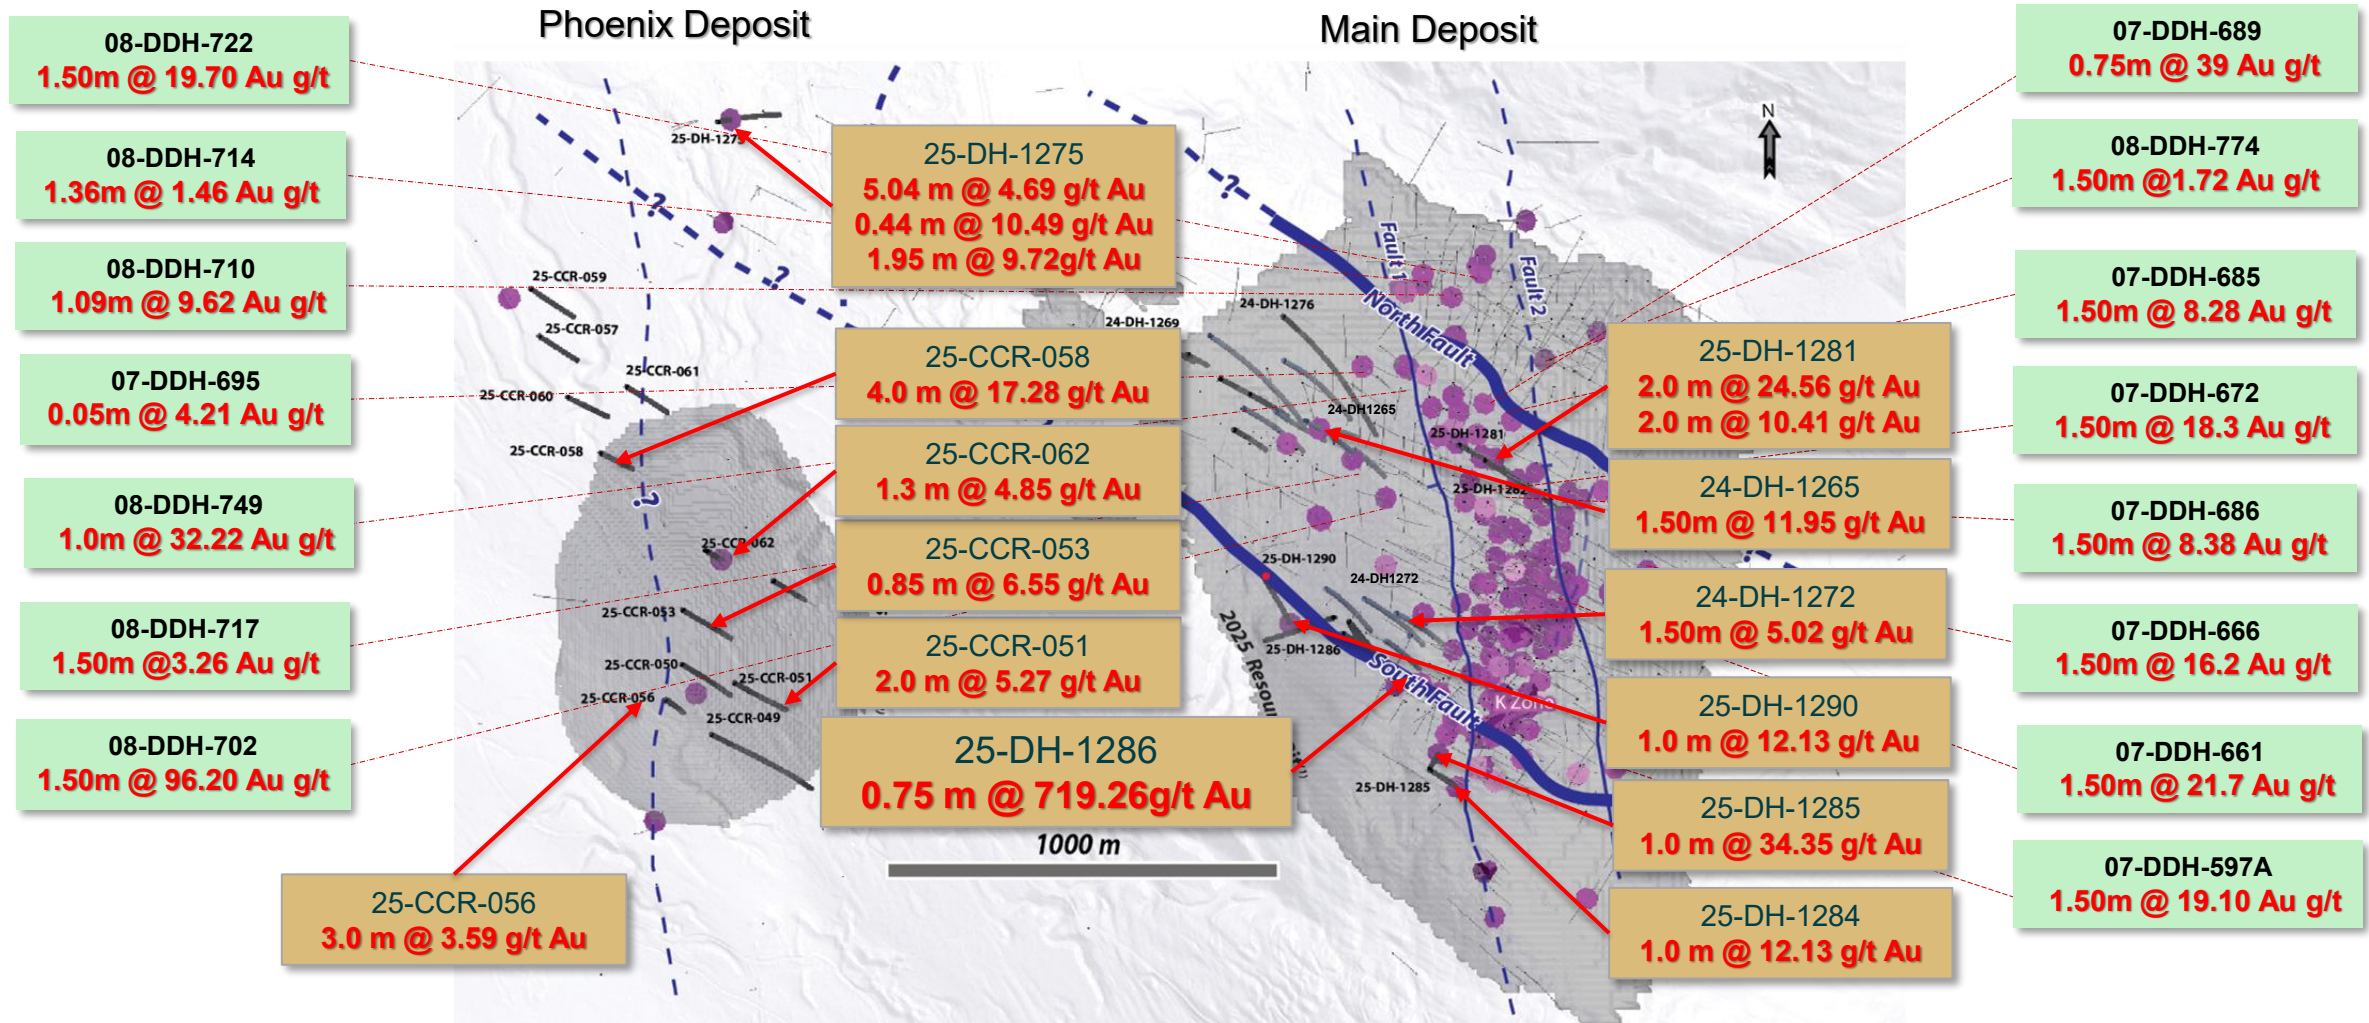 Phoenix Deposit
Main Deposit
08-DDH-722
1.50m @ 19.70 Au g/t
08-DDH-714
1.36m @ 1.46 Au g/t
08-DDH-710
1.09m @ 9.62 Au g/t
07-DDH-695
0.05m @ 4.21 Au g/t
08-DDH-749
1.0m @ 32.22 Au g/t
08-DDH-717
1.50m @3.26 Au g/t
08-DDH-702
1.50m @ 96.20 Au g/t
25-CCR-056
3.0 m @ 3.59 g/t Au
25-DH-1275
25-CCR-059
25-CCR-057
25-CCR-061
25-CCR-060
25-CCR-058
25-CCR-062
25-CCR-053
25-CCR-050
25-CCR-051
25-CCR-056
25-CCR-049
?
?
?
?
25-DH-1275
5.04 m @ 4.69 g/t Au
0.44 m @ 10.49 g/t Au
1.95 m @ 9.72g/t Au
25-CCR-058
4.0 m @ 17.28 g/t Au
25-CCR-062
1.3 m @ 4.85 g/t Au
25-CCR-053
0.85 m @ 6.55 g/t Au
25-CCR-051
2.0 m @ 5.27 g/t Au
25-DH-1286
0.75 m @ 719.26g/t Au
1000 m
N
Fault 1
Fault 2
North Fault
South Fault
24-DH-1276
24-DH-1269
24-DH1265
25-DH-1281
25-DH-1282
25-DH-1290
24-DH1272
25-DH-1286
25-DH-1285
2025
K Zone
25-DH-1281
2.0 m @ 24.56 g/t Au
2.0 m @ 10.41 g/t Au
24-DH-1265
1.50m @ 11.95 g/t Au
24-DH-1272
1.50m @ 5.02 g/t Au
25-DH-1290
1.0 m @ 12.13 g/t Au
25-DH-1285
1.0 m @ 34.35 g/t Au
25-DH-1284
1.0 m @ 12.13 g/t Au
07-DDH-689
0.75m @ 39 Au g/t
08-DDH-774
1.50m @1.72 Au g/t
07-DDH-685
1.50m @ 8.28 Au g/t
07-DDH-672
1.50m @ 18.3 Au g/t
07-DDH-686
1.50m @ 8.38 Au g/t
07-DDH-666
1.50m @ 16.2 Au g/t
07-DDH-661
1.50m @ 21.7 Au g/t
07-DDH-597A
1.50m @ 19.10 Au g/t